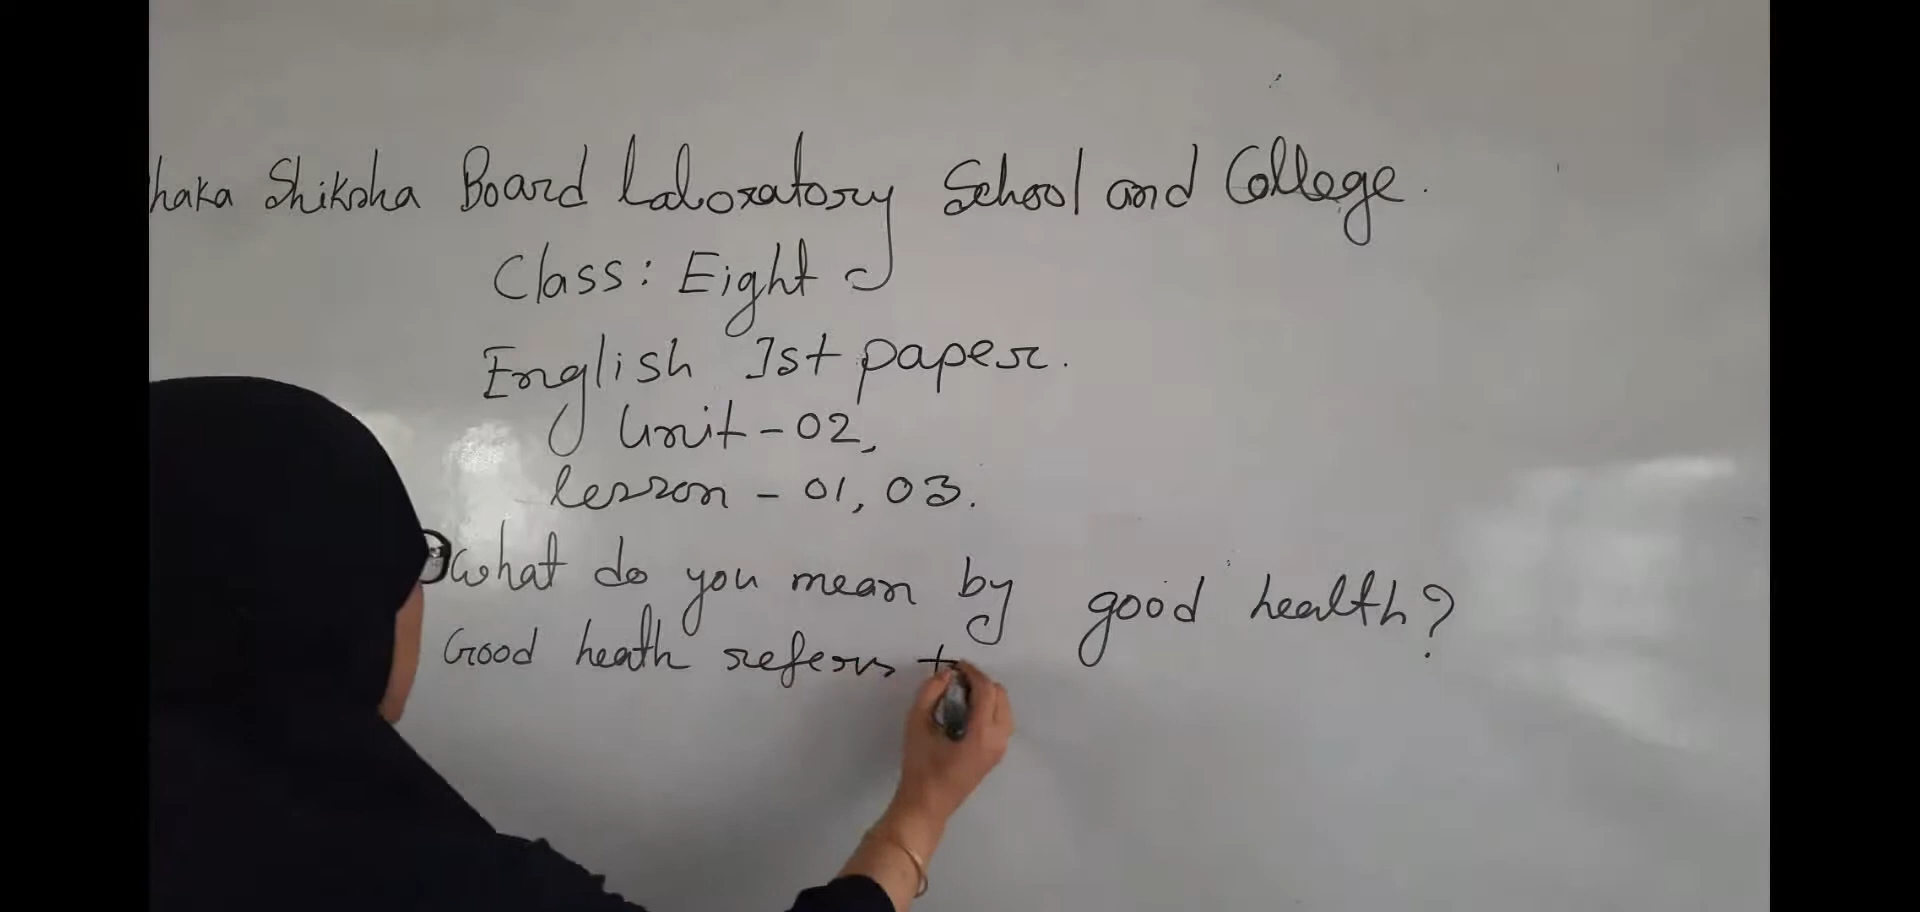 haka Shiksha Board Laboratory School and College.
Class: Eight
English 1st paper.
Unit - 02,
lesson - 01, 03.
What do you mean by good health?
Good heath refers t